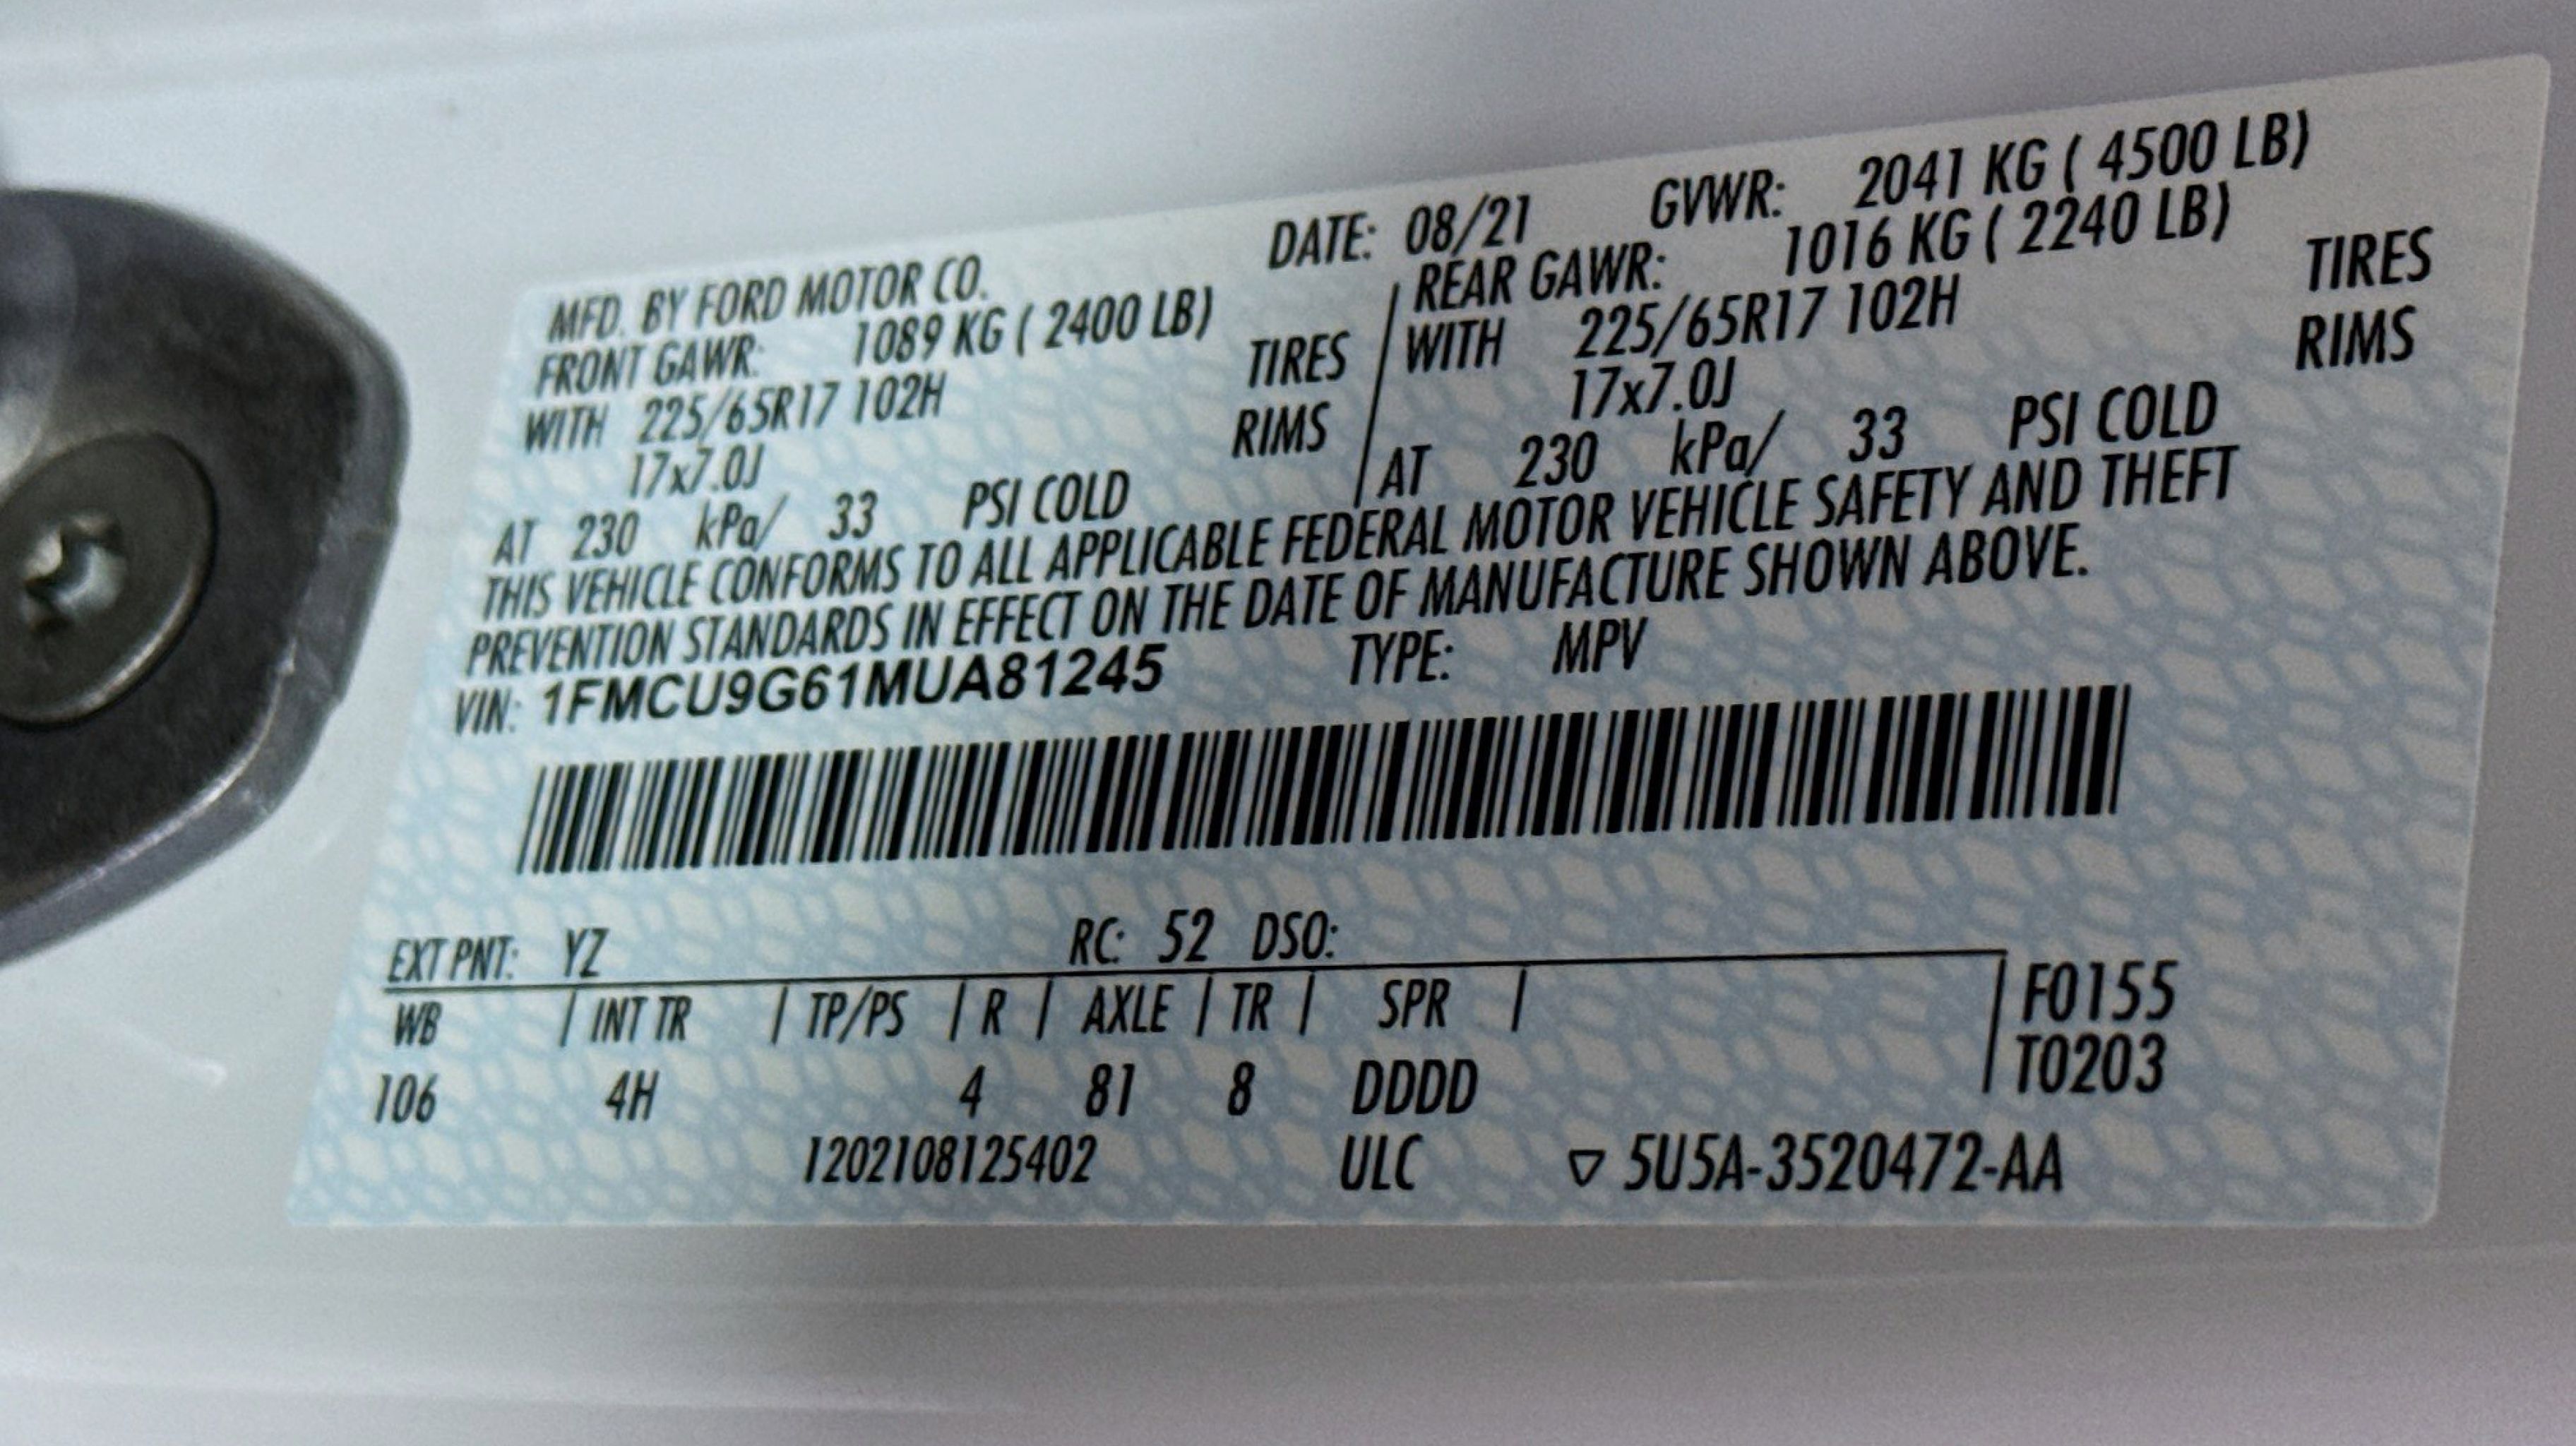 MFD. BY FORD MOTOR CO. DATE: 08/21 GVWR: 2041 KG ( 4500 LB)
FRONT GAWR: 1089 KG ( 2400 LB) REAR GAWR: 1016 KG ( 2240 LB)
WITH 225/65R17 102H TIRES WITH 225/65R17 102H TIRES
17x7.0J RIMS 17x7.0J RIMS
AT 230 kPa/ 33 PSI COLD AT 230 kPa/ 33 PSI COLD
THIS VEHICLE CONFORMS TO ALL APPLICABLE FEDERAL MOTOR VEHICLE SAFETY AND THEFT
PREVENTION STANDARDS IN EFFECT ON THE DATE OF MANUFACTURE SHOWN ABOVE.
VIN: 1FMCU9G61MUA81245 TYPE: MPV
EXT PNT: YZ RC: 52 DSO:
WB | INT TR | TP/PS | R | AXLE | TR | SPR | F0155
106 4H 4 81 8 DDDD T0203
1202108125402 ULC ▽ 5U5A-3520472-AA